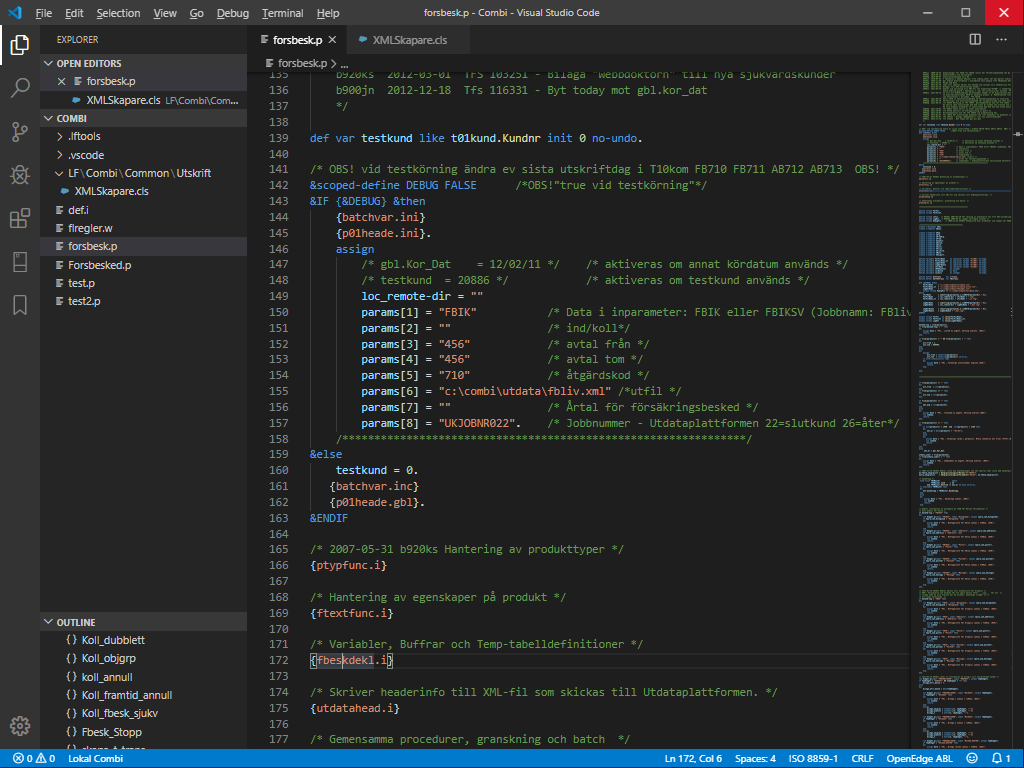 File Edit Selection View Go Debug Terminal Help
forsbesk.p - Combi - Visual Studio Code
EXPLORER
OPEN EDITORS
forsbesk.p
XMLSkapare.cls LF\Combi\Com...
COMBI
.lftools
.vscode
LF\Combi\Common\Utskrift
XMLSkapare.cls
def.i
flregler.w
forsbesk.p
Forsbesked.p
test.p
test2.p
OUTLINE
Koll_dubblett
Koll_objgrp
koll_annull
Koll_framtid_annull
Koll_fbesk_sjukv
Fbesk_Stopp
forsbesk.p
XMLSkapare.cls
forsbesk.p > ...
135 b920ks 2012-03-01 Tfs 103251 - Bilaga "Webbdoktorn" till nya sjukvårdskunder
136 b900jn 2012-12-18 Tfs 116331 - Byt today mot gbl.kor_dat
137 */
138
139 def var testkund like t01kund.Kundnr init 0 no-undo.
140
141 /* OBS! vid testkörning ändra ev sista utskriftdag i T10kom FB710 FB711 AB712 AB713 OBS! */
142 &scoped-define DEBUG FALSE /*OBS!"true vid testkörning"*/
143 &IF {&DEBUG} &then
144 {batchvar.ini}
145 {p01heade.ini}.
146 assign
147 /* gbl.Kor_Dat = 12/02/11 */ /* aktiveras om annat kördatum används */
148 /* testkund = 20886 */ /* aktiveras om testkund används */
149 loc_remote-dir = ""
150 params[1] = "FBIK" /* Data i inparameter: FBIK eller FBIKSV (Jobbnamn: FBliv
151 params[2] = "" /* ind/koll*/
152 params[3] = "456" /* avtal från */
153 params[4] = "456" /* avtal tom */
154 params[5] = "710" /* åtgärdskod */
155 params[6] = "c:\combi\utdata\fbliv.xml" /*utfil */
156 params[7] = "" /* Årtal för försäkringsbesked */
157 params[8] = "UKJOBNR022". /* Jobbnummer - Utdataplattformen 22=slutkund 26=åter*/
158 /**************************************************************/
159 &else
160 testkund = 0.
161 {batchvar.inc}
162 {p01heade.gbl}.
163 &ENDIF
164
165 /* 2007-05-31 b920ks Hantering av produkttyper */
166 {ptypfunc.i}
167
168 /* Hantering av egenskaper på produkt */
169 {ftextfunc.i}
170
171 /* Variabler, Buffrar och Temp-tabelldefinitioner */
172 {fbeskdekl.i}
173
174 /* Skriver headerinfo till XML-fil som skickas till Utdataplattformen. */
175 {utdatahead.i}
176
177 /* Gemensamma procedurer, granskning och batch */
0 0 Lokal Combi Ln 172, Col 6 Spaces: 4 ISO 8859-1 CRLF OpenEdge ABL 1